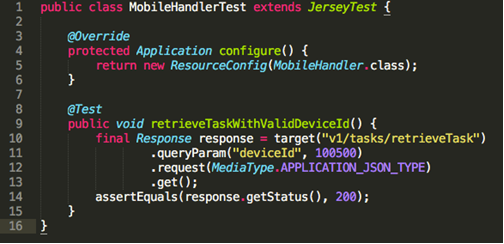 1 public class MobileHandlerTest extends JerseyTest {
2
3     @Override
4     protected Application configure() {
5         return new ResourceConfig(MobileHandler.class);
6     }
7
8     @Test
9     public void retrieveTaskWithValidDeviceId() {
10         final Response response = target("v1/tasks/retrieveTask")
11                 .queryParam("deviceId", 100500)
12                 .request(MediaType.APPLICATION_JSON_TYPE)
13                 .get();
14         assertEquals(response.getStatus(), 200);
15     }
16 }